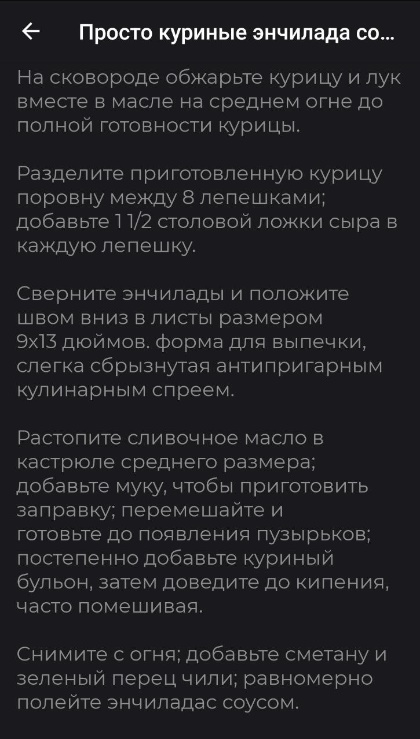 Просто куриные энчилада со...
На сковороде обжарьте курицу и лук
вместе в масле на среднем огне до
полной готовности курицы.
Разделите приготовленную курицу
поровну между 8 лепешками;
добавьте 1 1/2 столовой ложки сыра в
каждую лепешку.
Сверните энчилады и положите
швом вниз в листы размером
9x13 дюймов. форма для выпечки,
слегка сбрызнутая антипригарным
кулинарным спреем.
Растопите сливочное масло в
кастрюле среднего размера;
добавьте муку, чтобы приготовить
заправку; перемешайте и
готовьте до появления пузырьков;
постепенно добавьте куриный
бульон, затем доведите до кипения,
часто помешивая.
Снимите с огня; добавьте сметану и
зеленый перец чили; равномерно
полейте энчиладас соусом.